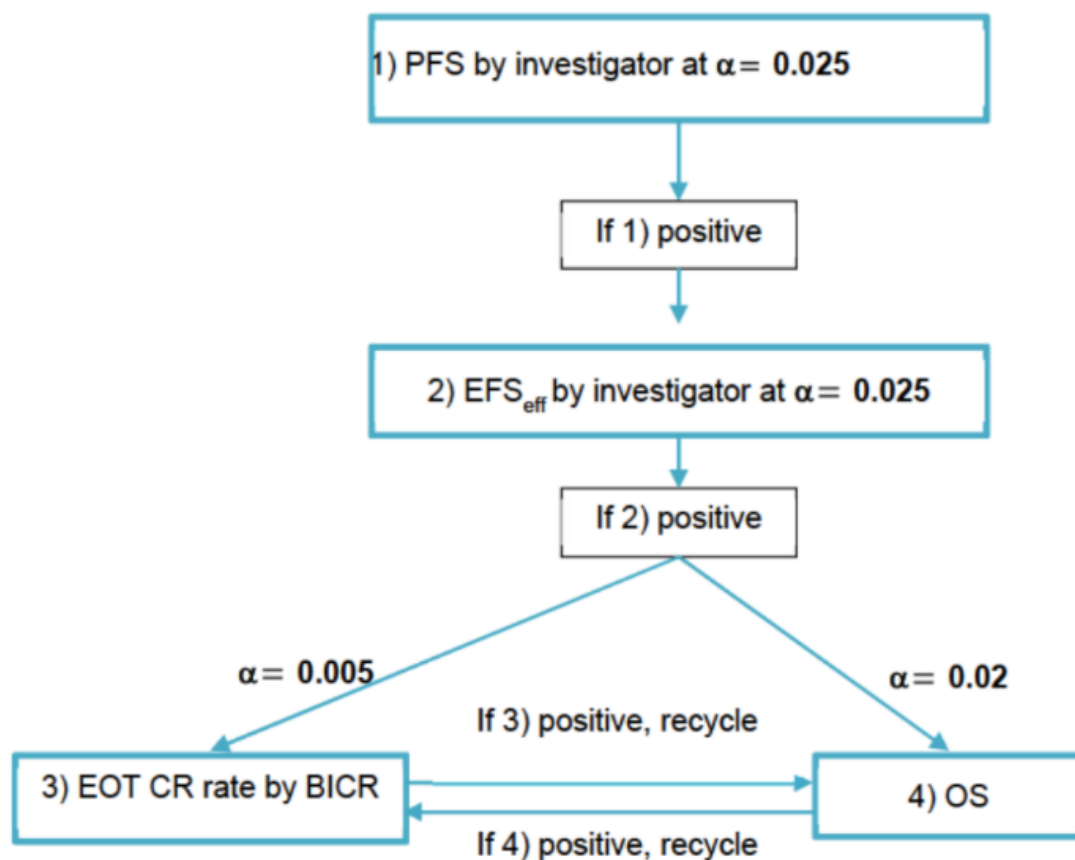 1) PFS by investigator at α= 0.025
If 1) positive
2) EFSeff by investigator at α= 0.025
If 2) positive
α= 0.005
α= 0.02
If 3) positive, recycle
3) EOT CR rate by BICR
4) OS
If 4) positive, recycle